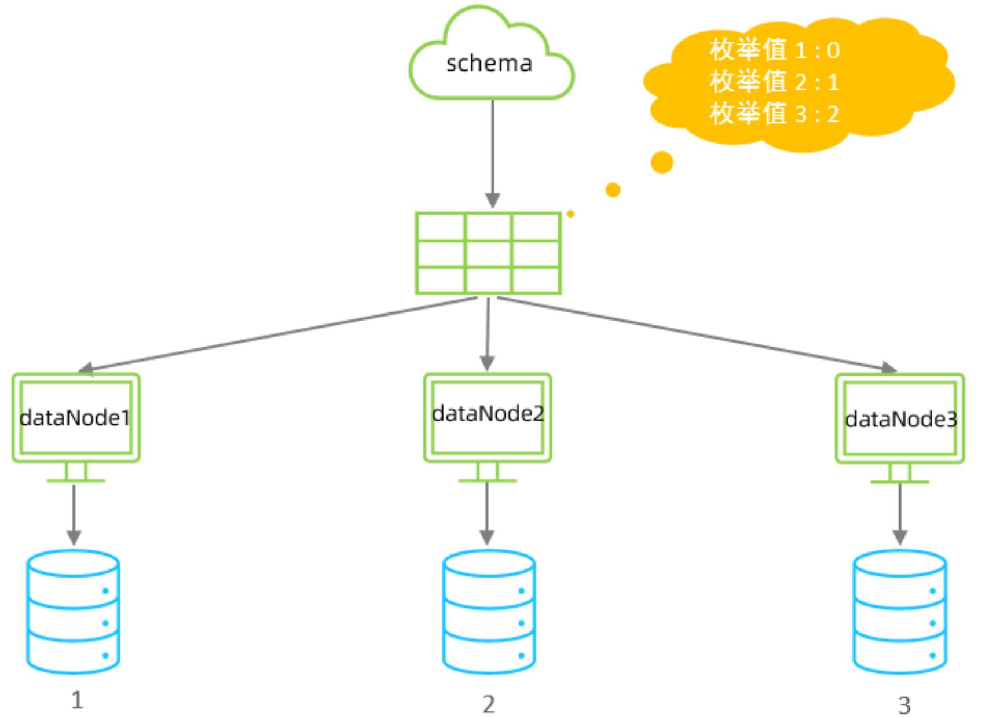 schema
枚举值 1 : 0
枚举值 2 : 1
枚举值 3 : 2
dataNode1
dataNode2
dataNode3
1
2
3